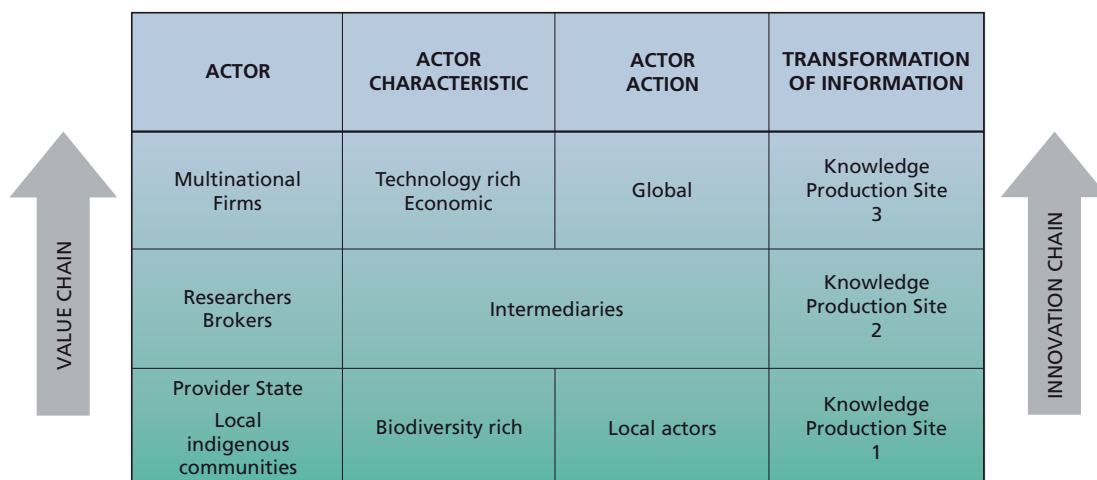 ACTOR
ACTOR
CHARACTERISTIC
ACTOR
ACTION
TRANSFORMATION
OF INFORMATION
VALUE CHAIN
Multinational
Firms
Technology rich
Economic
Global
Knowledge
Production Site
3
Researchers
Brokers
Intermediaries
Knowledge
Production Site
2
Provider State
Local
indigenous
communities
Biodiversity rich
Local actors
Knowledge
Production Site
1
INNOVATION CHAIN